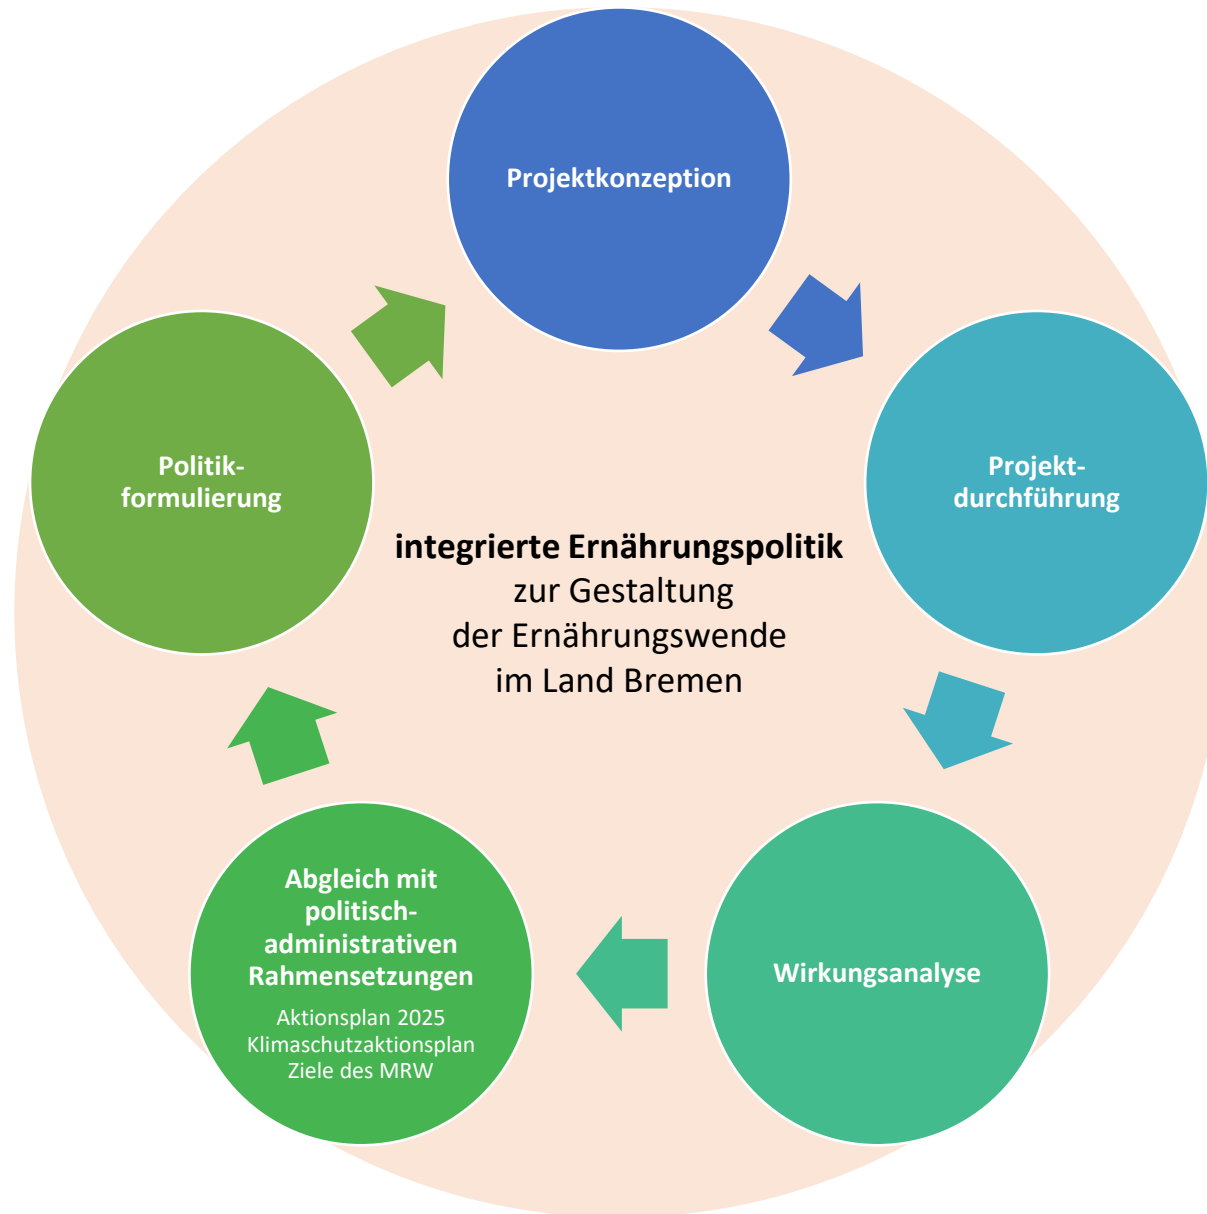 Projektkonzeption
Projekt-
durchführung
Wirkungsanalyse
Abgleich mit
politisch-
administrativen
Rahmensetzungen
Aktionsplan 2025
Klimaschutzaktionsplan
Ziele des MRW
Politik-
formulierung
integrierte Ernährungspolitik
zur Gestaltung
der Ernährungswende
im Land Bremen